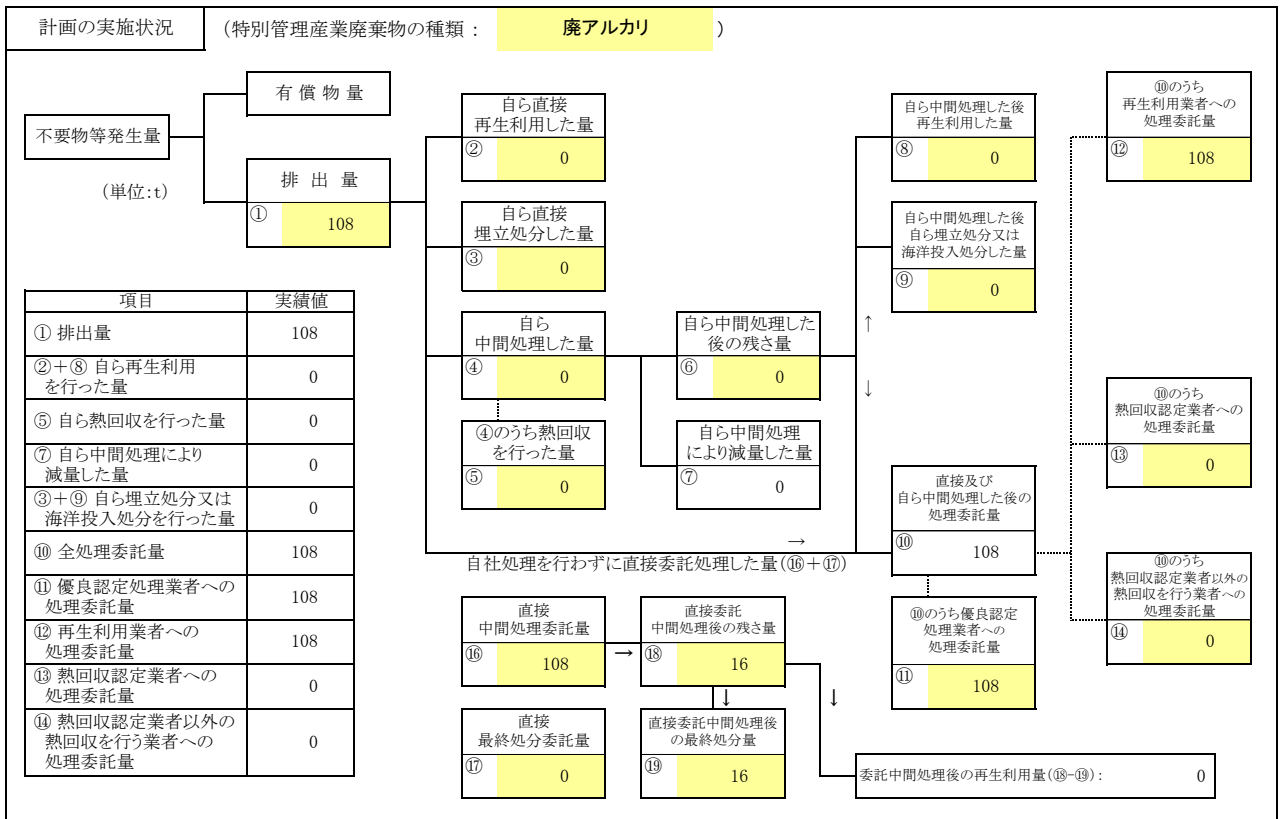 計画の実施状況
(特別管理産業廃棄物の種類： 廃アルカリ )
不要物等発生量
(単位:t)
有 償 物 量
排 出 量
① 108
自ら直接
再生利用した量
② 0
自ら直接
埋立処分した量
③ 0
自ら
中間処理した量
④ 0
④のうち熱回収
を行った量
⑤ 0
自ら中間処理した
後の残さ量
⑥ 0
自ら中間処理
により減量した量
⑦ 0
自ら中間処理した後
再生利用した量
⑧ 0
自ら中間処理した後
自ら埋立処分又は
海洋投入処分した量
⑨ 0
↑
↓
直接及び
自ら中間処理した後の
処理委託量
⑩ 108
⑩のうち優良認定
処理業者への
処理委託量
⑪ 108
⑩のうち
再生利用業者への
処理委託量
⑫ 108
⑩のうち
熱回収認定業者への
処理委託量
⑬ 0
⑩のうち
熱回収認定業者以外の
熱回収を行う業者への
処理委託量
⑭ 0
→
自社処理を行わずに直接委託処理した量(⑯＋⑰)
直接
中間処理委託量
⑯ 108
→
直接委託
中間処理後の残さ量
⑱ 16
↓
↓
直接
最終処分委託量
⑰ 0
直接委託中間処理後
の最終処分量
⑲ 16
委託中間処理後の再生利用量(⑱-⑲)： 0
項目 実績値
① 排出量 108
②＋⑧ 自ら再生利用
を行った量 0
⑤ 自ら熱回収を行った量 0
⑦ 自ら中間処理により
減量した量 0
③＋⑨ 自ら埋立処分又は
海洋投入処分を行った量 0
⑩ 全処理委託量 108
⑪ 優良認定処理業者への
処理委託量 108
⑫ 再生利用業者への
処理委託量 108
⑬ 熱回収認定業者への
処理委託量 0
⑭ 熱回収認定業者以外の
熱回収を行う業者への
処理委託量 0